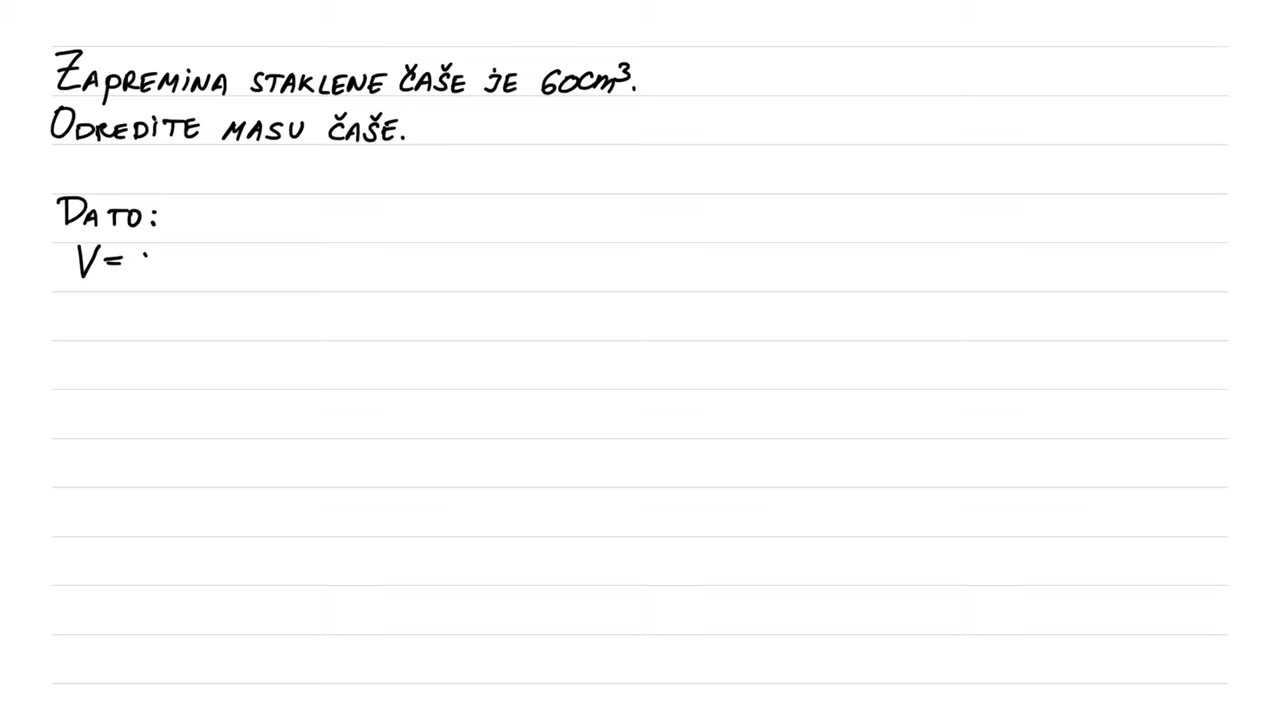 Zapremina staklene čaše je 60cm³.
Odredite masu čaše.
Dato:
V=